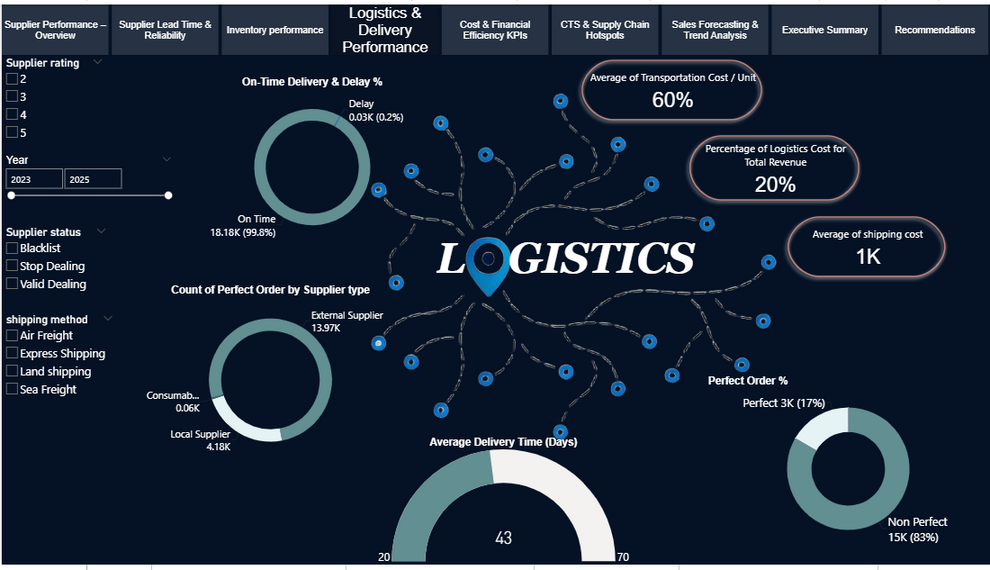 Supplier Performance –
Overview
Supplier Lead Time &
Reliability
Inventory performance
Logistics &
Delivery
Performance
Cost & Financial
Efficiency KPIs
CTS & Supply Chain
Hotspots
Sales Forecasting &
Trend Analysis
Executive Summary
Recommendations
Supplier rating
2
3
4
5
Year
2023
2025
Supplier status
Blacklist
Stop Dealing
Valid Dealing
shipping method
Air Freight
Express Shipping
Land shipping
Sea Freight
On-Time Delivery & Delay %
Delay
0.03K (0.2%)
On Time
18.18K (99.8%)
Count of Perfect Order by Supplier type
External Supplier
13.97K
Consumab...
0.06K
Local Supplier
4.18K
LOGISTICS
Average of Transportation Cost / Unit
60%
Percentage of Logistics Cost for
Total Revenue
20%
Average of shipping cost
1K
Average Delivery Time (Days)
43
20
70
Perfect Order %
Perfect 3K (17%)
Non Perfect
15K (83%)